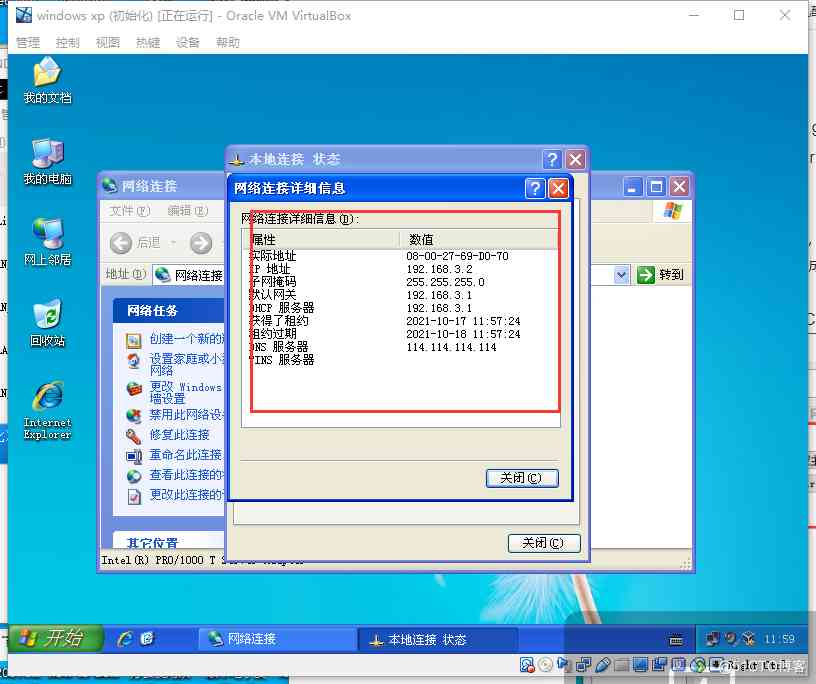 windows xp (初始化) [正在运行] - Oracle VM VirtualBox
管理 控制 视图 热键 设备 帮助
我的文档
我的电脑
网上邻居
回收站
Internet
Explorer
本地连接 状态
网络连接
文件(F) 编辑(E)
后退
地址(D) 网络连接 转到
网络任务
创建一个新的
设置家庭或小
网络
更改 Windows
墙设置
禁用此网络设
修复此连接
重命名此连接
查看此连接的
更改此连接的
其它位置
Intel(R) PRO/1000 T
网络连接详细信息
网络连接详细信息(D):
属性 数值
实际地址 08-00-27-69-D0-70
IP 地址 192.168.3.2
子网掩码 255.255.255.0
默认网关 192.168.3.1
DHCP 服务器 192.168.3.1
获得了租约 2021-10-17 11:57:24
租约过期 2021-10-18 11:57:24
DNS 服务器 114.114.114.114
WINS 服务器
关闭(C)
关闭(C)
开始 网络连接 本地连接 状态 11:59
Right Ctrl